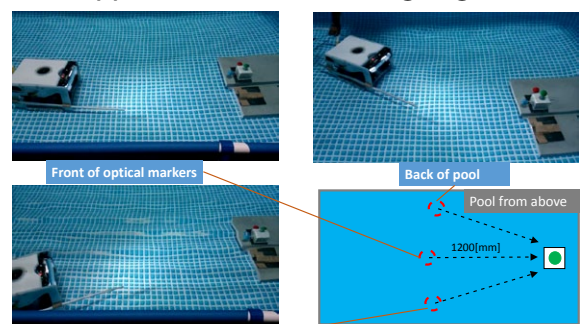 Front of optical markers
Back of pool
Pool from above
1200[mm]